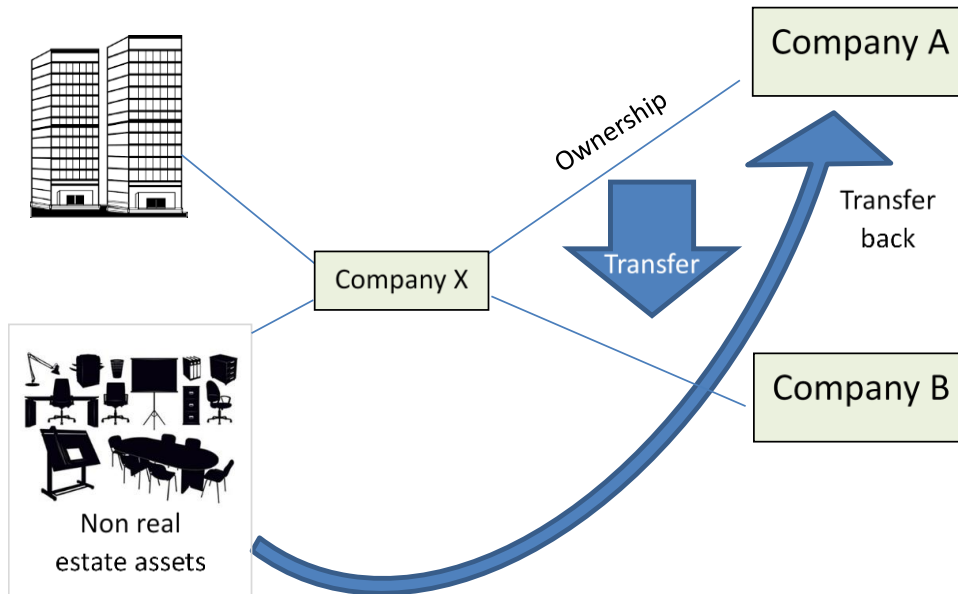 Company A
Ownership
Transfer
back
Transfer
Company X
Company B
Non real
estate assets